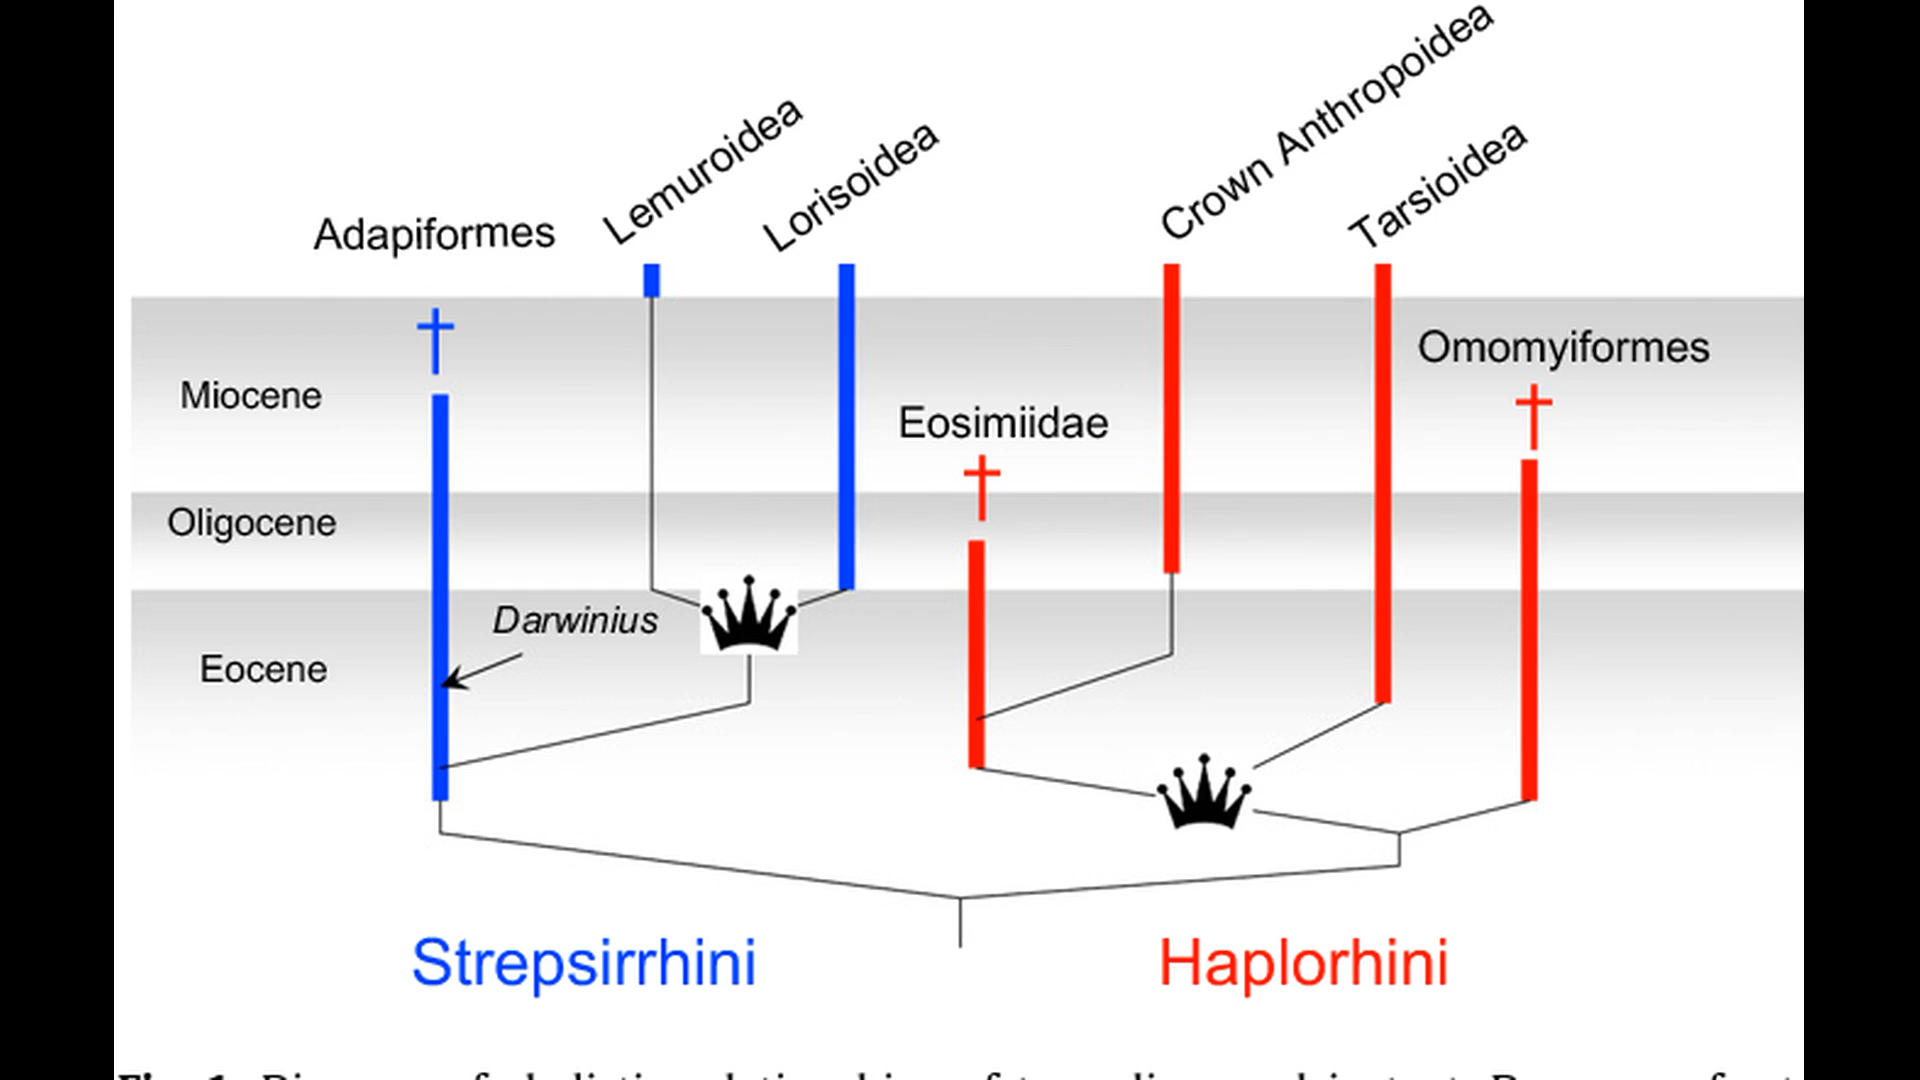 Crown Anthropoidea
Lemuroidea
Lorisoidea
Tarsioidea
Adapiformes
Omomyiformes
Miocene
Eosimiidae
Oligocene
Darwinius
Eocene
Strepsirrhini
Haplorhini